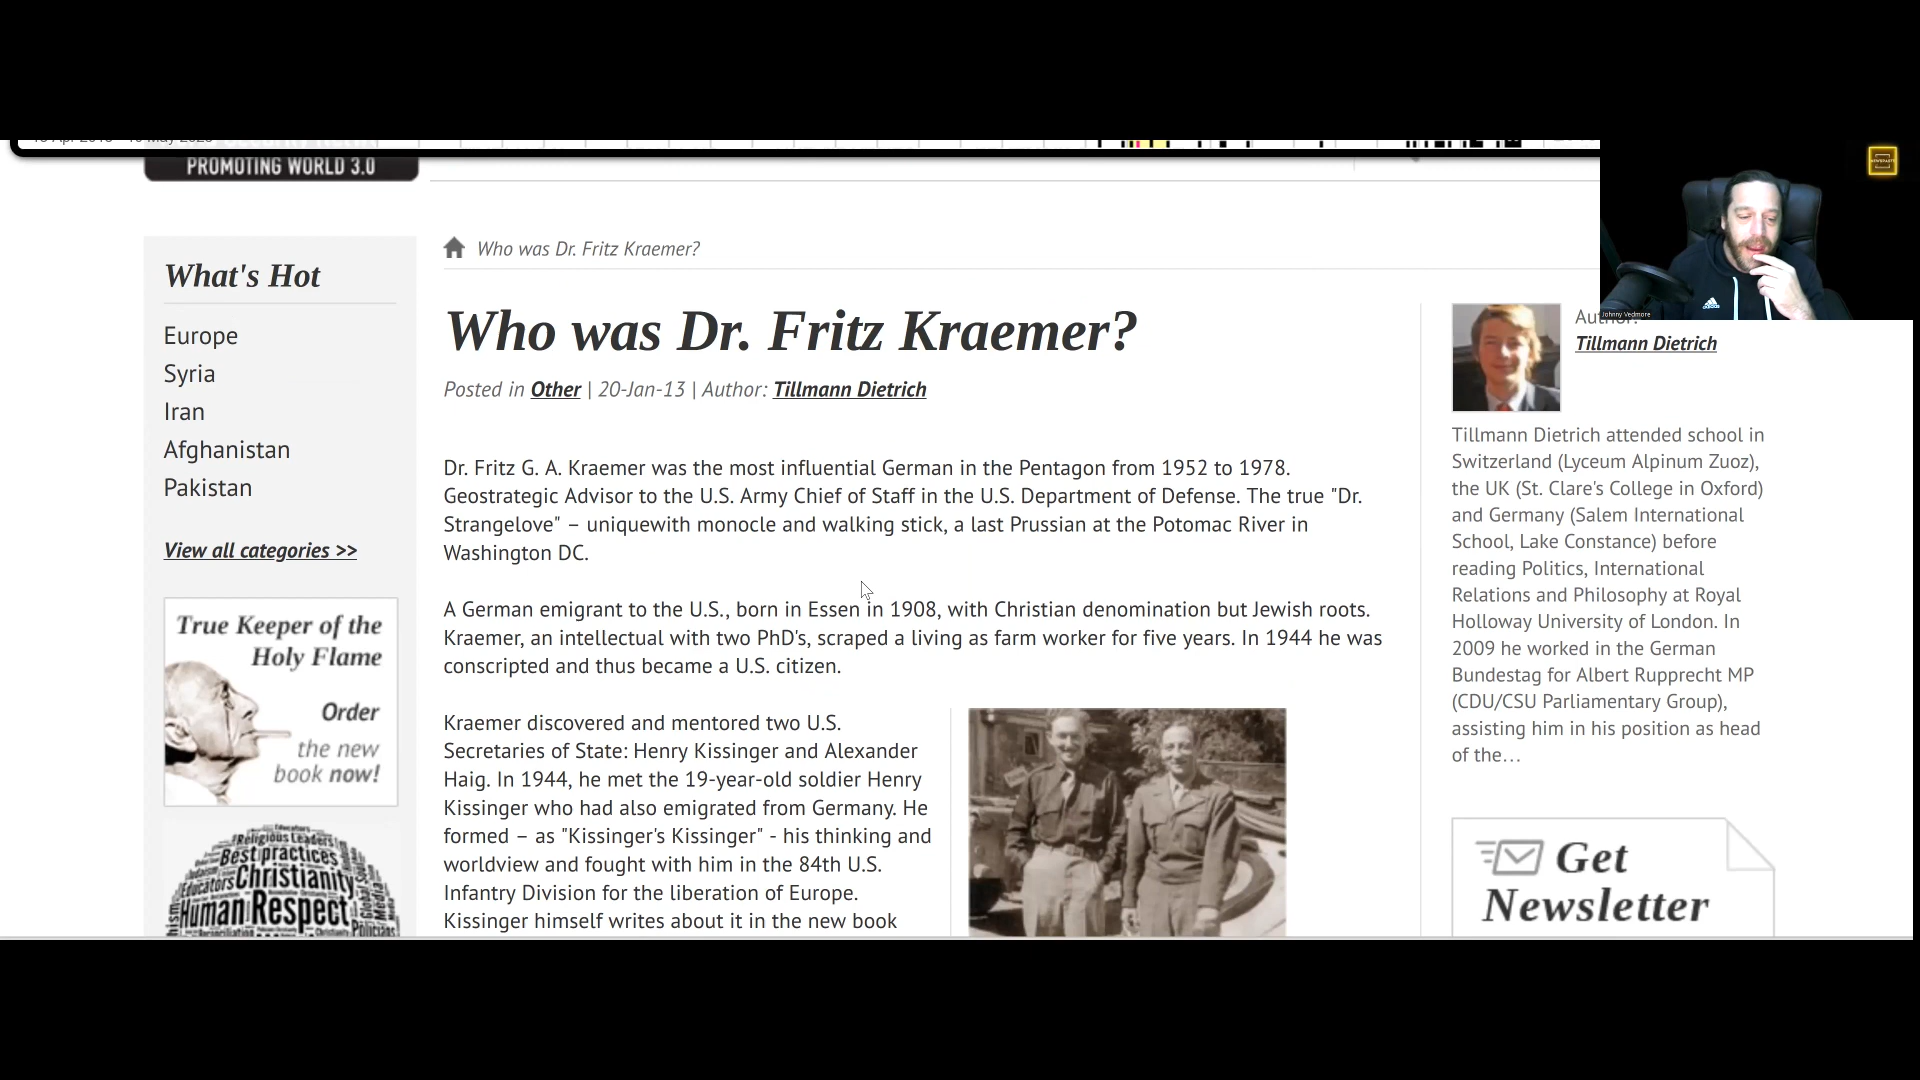 PROMOTING WORLD 3.0
What's Hot
Europe
Syria
Iran
Afghanistan
Pakistan
View all categories >>
True Keeper of the
Holy Flame
Order
the new
book now!
Religious Leaders
Best practices
Educators Christianity
Human Respect
Politicians
Who was Dr. Fritz Kraemer?
Who was Dr. Fritz Kraemer?
Posted in Other | 20-Jan-13 | Author: Tillmann Dietrich
Dr. Fritz G. A. Kraemer was the most influential German in the Pentagon from 1952 to 1978.
Geostrategic Advisor to the U.S. Army Chief of Staff in the U.S. Department of Defense. The true "Dr.
Strangelove" – uniquewith monocle and walking stick, a last Prussian at the Potomac River in
Washington DC.
A German emigrant to the U.S., born in Essen in 1908, with Christian denomination but Jewish roots.
Kraemer, an intellectual with two PhD's, scraped a living as farm worker for five years. In 1944 he was
conscripted and thus became a U.S. citizen.
Kraemer discovered and mentored two U.S.
Secretaries of State: Henry Kissinger and Alexander
Haig. In 1944, he met the 19-year-old soldier Henry
Kissinger who had also emigrated from Germany. He
formed – as "Kissinger's Kissinger" - his thinking and
worldview and fought with him in the 84th U.S.
Infantry Division for the liberation of Europe.
Kissinger himself writes about it in the new book
Johnny Vedmore
Author:
Tillmann Dietrich
Tillmann Dietrich attended school in
Switzerland (Lyceum Alpinum Zuoz),
the UK (St. Clare's College in Oxford)
and Germany (Salem International
School, Lake Constance) before
reading Politics, International
Relations and Philosophy at Royal
Holloway University of London. In
2009 he worked in the German
Bundestag for Albert Rupprecht MP
(CDU/CSU Parliamentary Group),
assisting him in his position as head
of the…
Get
Newsletter